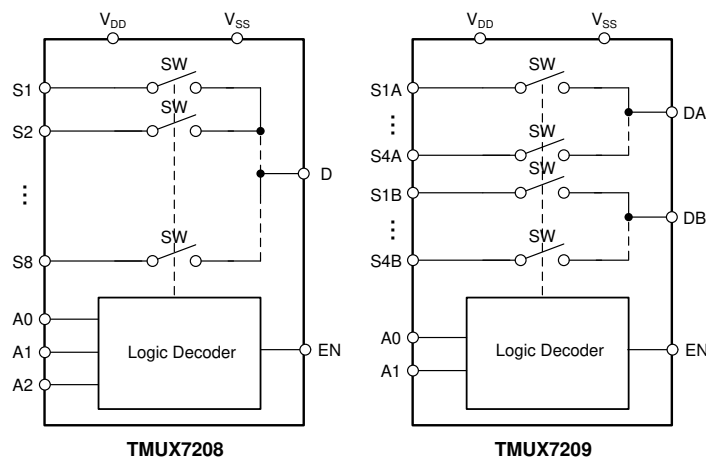 VDD
VSS
S1
SW
S2
SW
...
D
S8
SW
A0
A1
A2
Logic Decoder
EN
TMUX7208
VDD
VSS
S1A
SW
DA
...
S4A
SW
S1B
SW
DB
...
S4B
SW
A0
A1
Logic Decoder
EN
TMUX7209